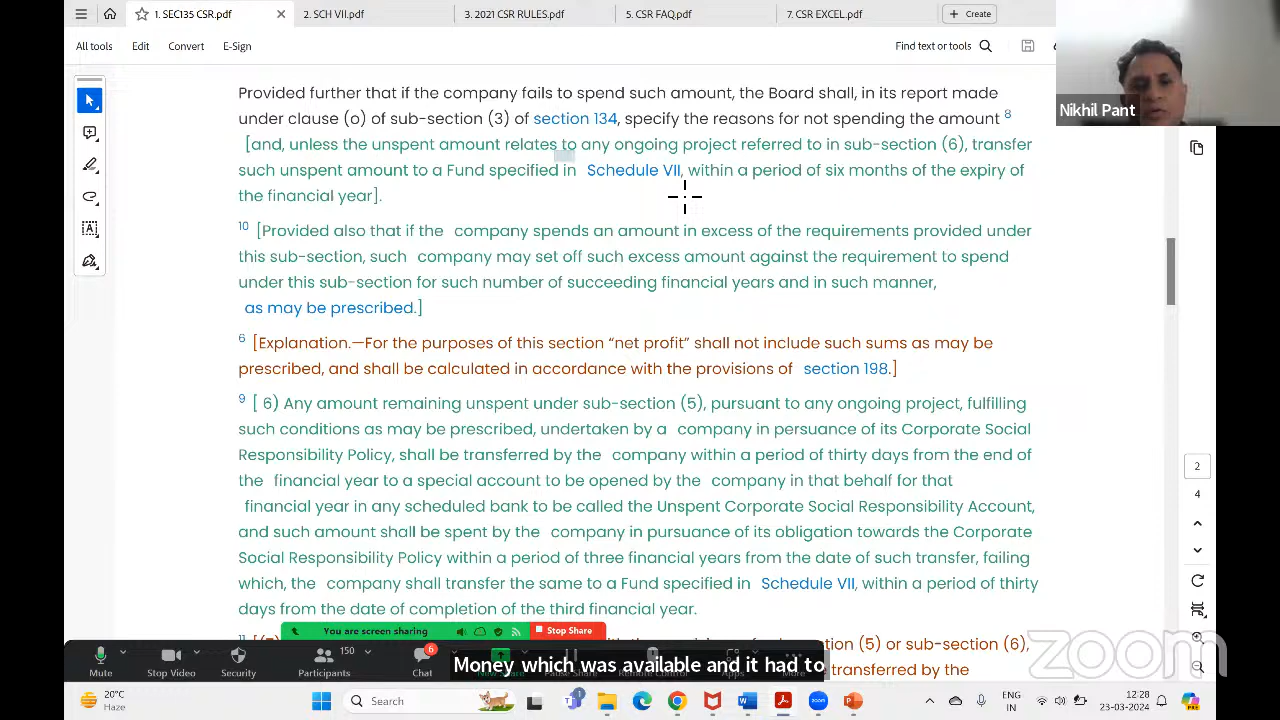 1. SEC135 CSR.pdf
2. SCH VII.pdf
3. 2021 CSR RULES.pdf
5. CSR FAQ.pdf
7. CSR EXCEL.pdf
Create
All tools
Edit
Convert
E-Sign
Find text or tools
Nikhil Pant
Provided further that if the company fails to spend such amount, the Board shall, in its report made
under clause (o) of sub-section (3) of section 134, specify the reasons for not spending the amount 8
[and, unless the unspent amount relates to any ongoing project referred to in sub-section (6), transfer
such unspent amount to a Fund specified in Schedule VII, within a period of six months of the expiry of
the financial year].
10 [Provided also that if the company spends an amount in excess of the requirements provided under
this sub-section, such company may set off such excess amount against the requirement to spend
under this sub-section for such number of succeeding financial years and in such manner,
as may be prescribed.]
6 [Explanation.—For the purposes of this section “net profit” shall not include such sums as may be
prescribed, and shall be calculated in accordance with the provisions of section 198.]
9 [ 6) Any amount remaining unspent under sub-section (5), pursuant to any ongoing project, fulfilling
such conditions as may be prescribed, undertaken by a company in persuance of its Corporate Social
Responsibility Policy, shall be transferred by the company within a period of thirty days from the end of
the financial year to a special account to be opened by the company in that behalf for that
financial year in any scheduled bank to be called the Unspent Corporate Social Responsibility Account,
and such amount shall be spent by the company in pursuance of its obligation towards the Corporate
Social Responsibility Policy within a period of three financial years from the date of such transfer, failing
which, the company shall transfer the same to a Fund specified in Schedule VII, within a period of thirty
days from the date of completion of the third financial year.
2
4
You are screen sharing
Stop Share
ction (5) or sub-section (6),
transferred by the
Mute
Stop Video
Security
150
Participants
6
Chat
New Share
Pause Share
Remote Control
Apps
More
Money which was available and it had to
zoom
20°C
Haze
Search
ENG
IN
12:28
23-03-2024